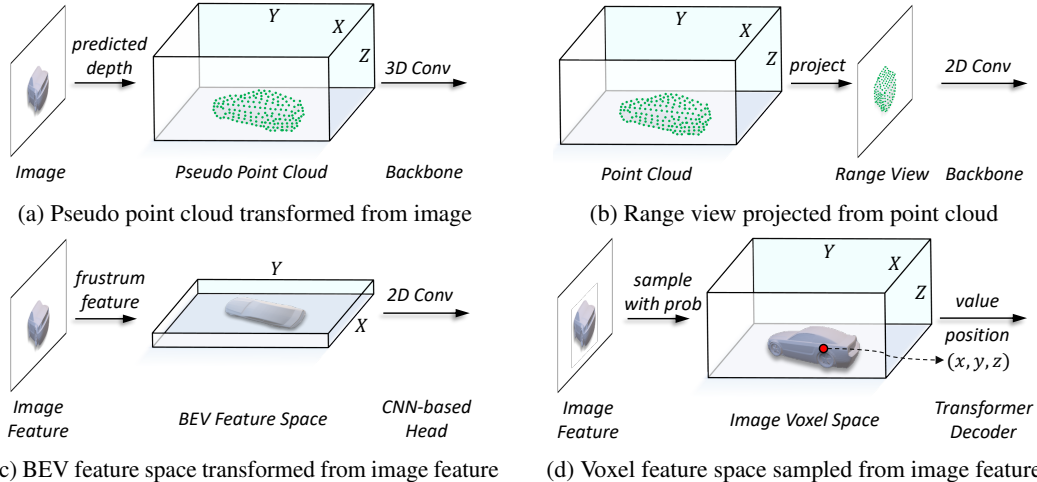 predicted
depth
Y
X
Z
3D Conv
Image
Pseudo Point Cloud
Backbone
(a) Pseudo point cloud transformed from image
Y
X
Z
project
2D Conv
Point Cloud
Range View
Backbone
(b) Range view projected from point cloud
frustrum
feature
Y
X
2D Conv
Image
Feature
BEV Feature Space
CNN-based
Head
c) BEV feature space transformed from image feature
sample
with prob
Y
X
Z
value
position
(x, y, z)
Image
Feature
Image Voxel Space
Transformer
Decoder
(d) Voxel feature space sampled from image feature